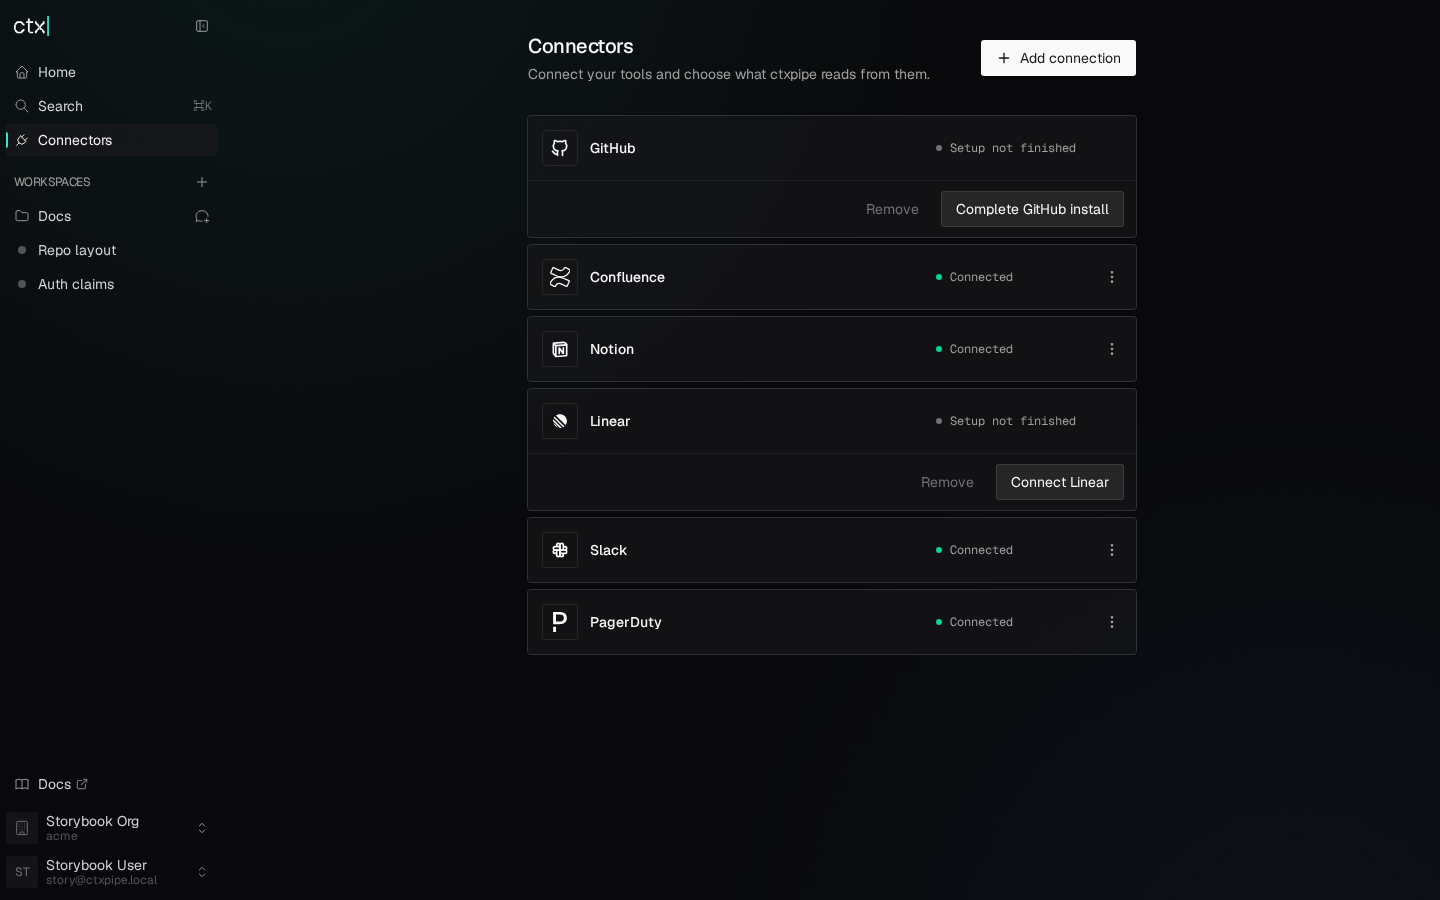 ctx
Home
Search ⌘K
Connectors
WORKSPACES
Docs
Repo layout
Auth claims
Docs
Storybook Org
acme
ST
Storybook User
story@ctxpipe.local
Connectors
Connect your tools and choose what ctxpipe reads from them.
Add connection
GitHub
Setup not finished
Remove
Complete GitHub install
Confluence
Connected
Notion
Connected
Linear
Setup not finished
Remove
Connect Linear
Slack
Connected
PagerDuty
Connected